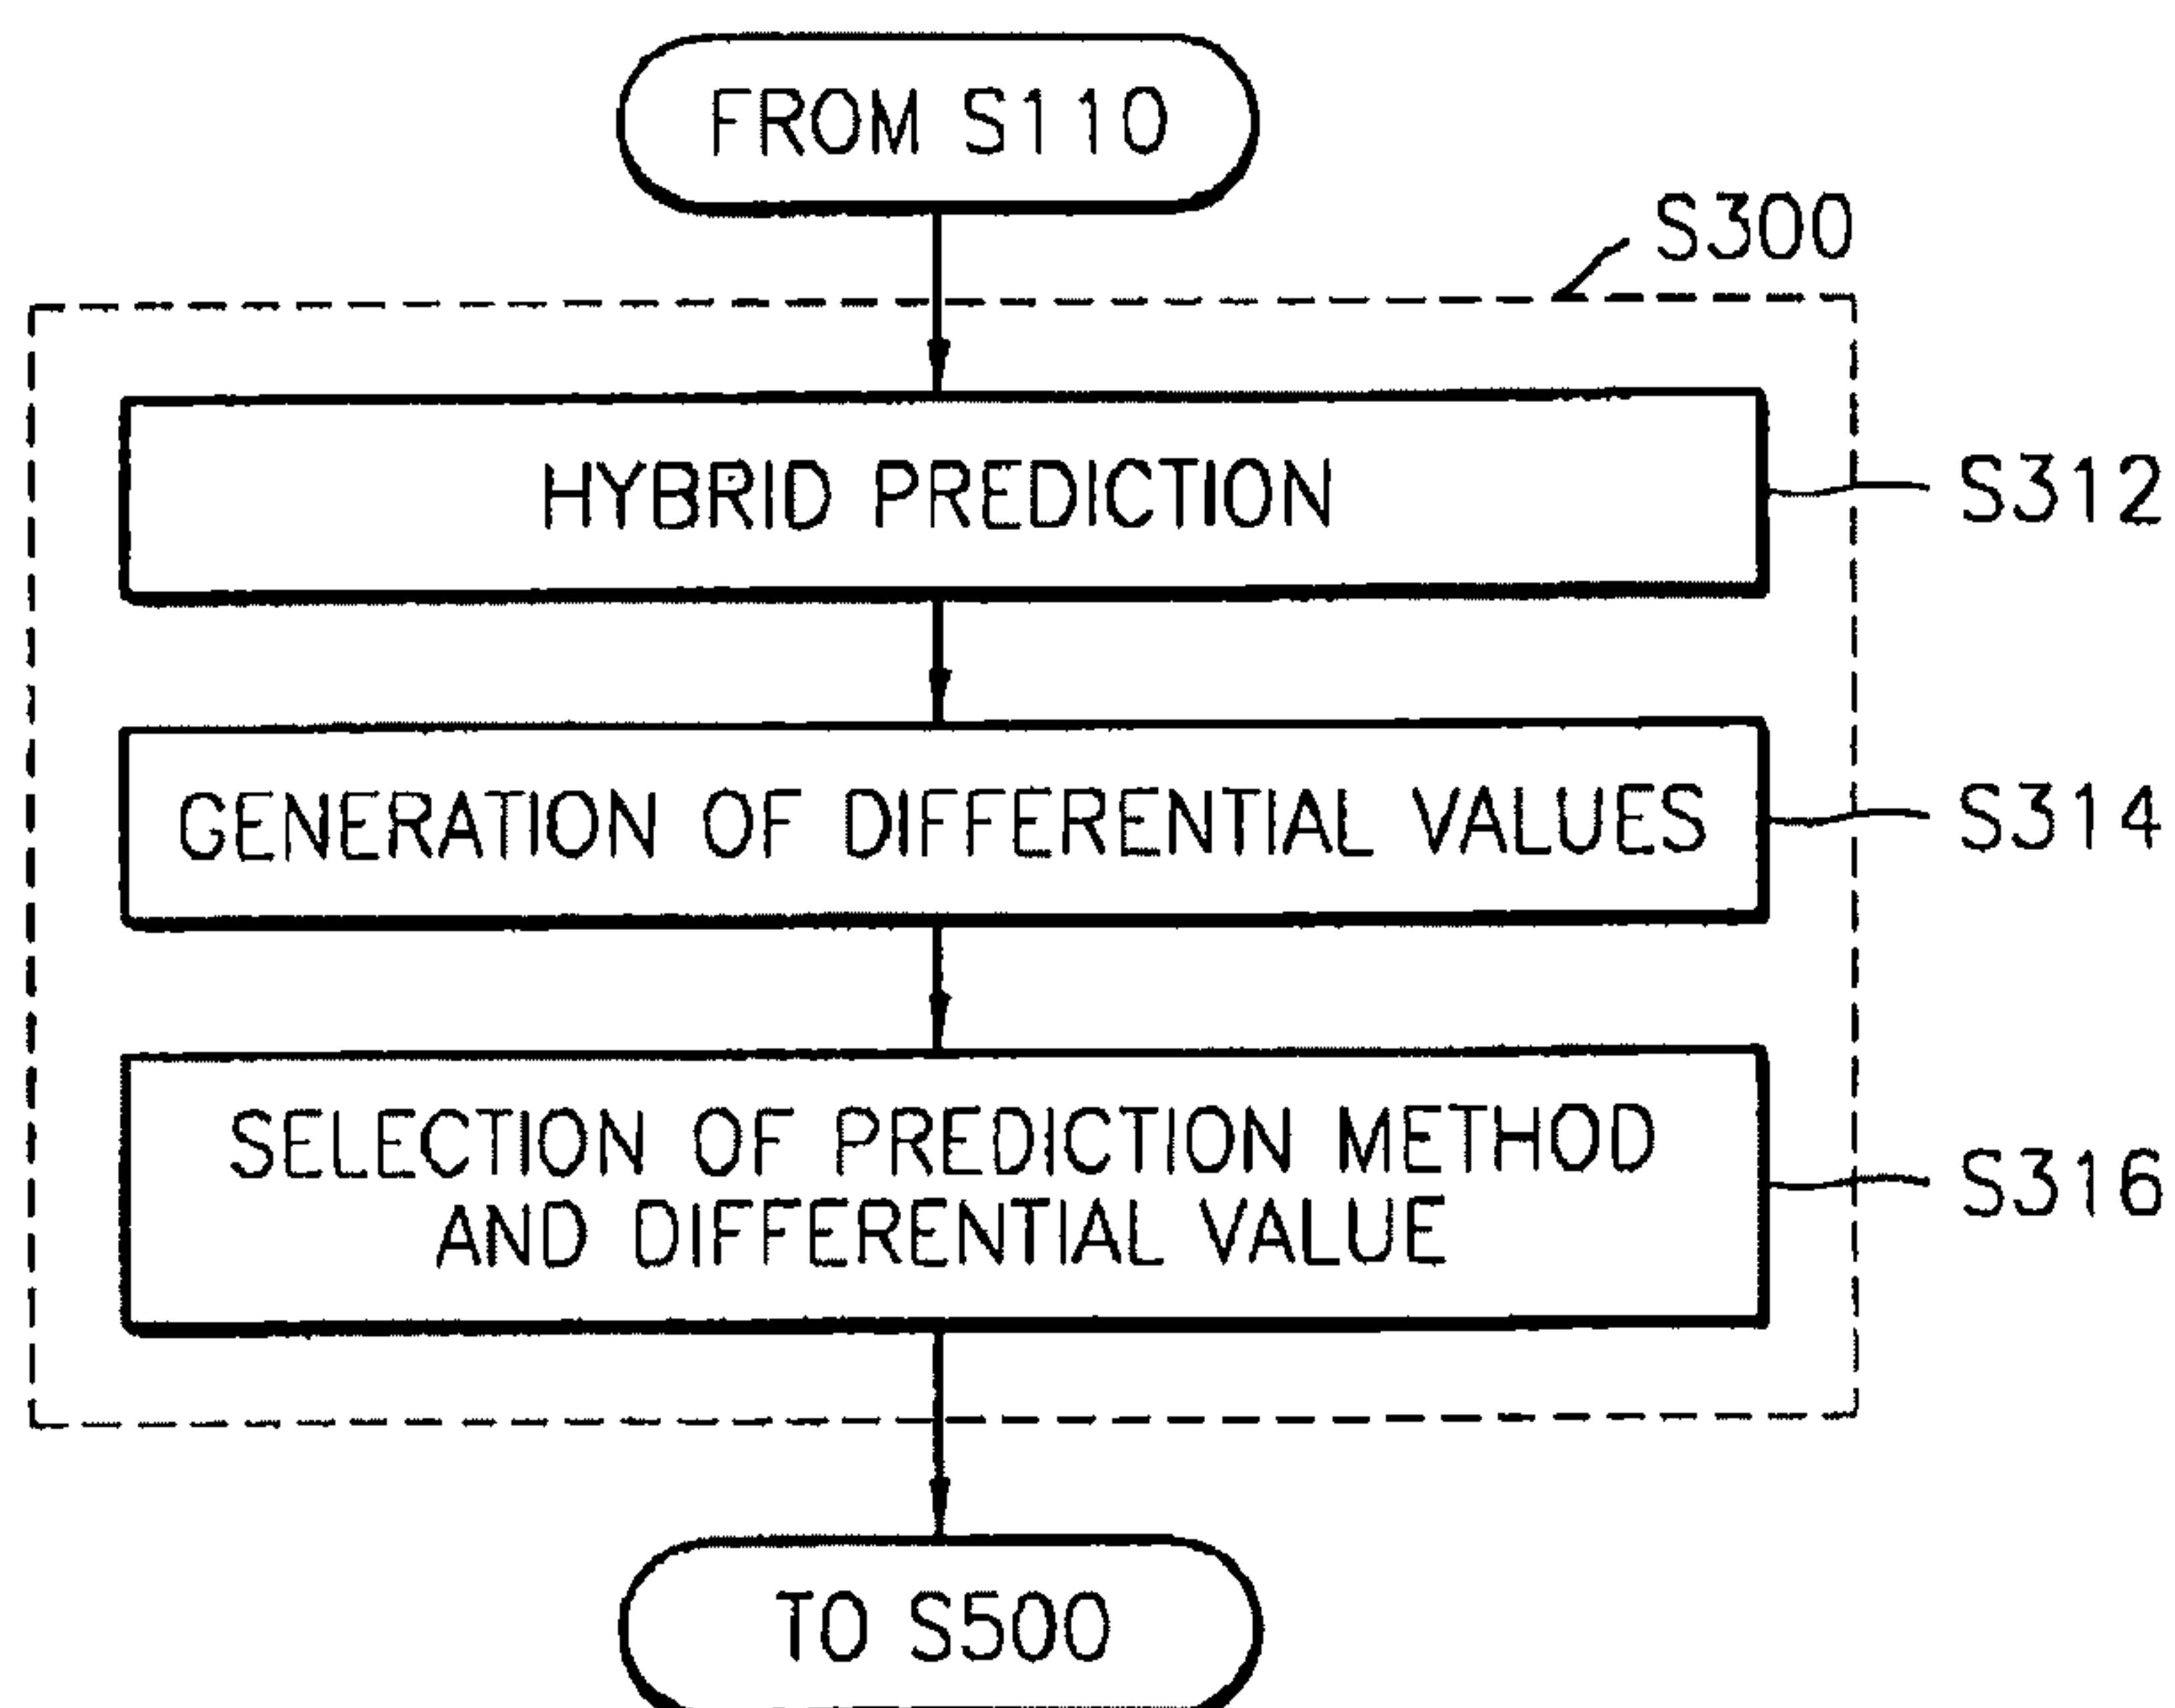 FROM S110
S300
HYBRID PREDICTION
S312
GENERATION OF DIFFERENTIAL VALUES
S314
SELECTION OF PREDICTION METHOD
AND DIFFERENTIAL VALUE
S316
TO S500